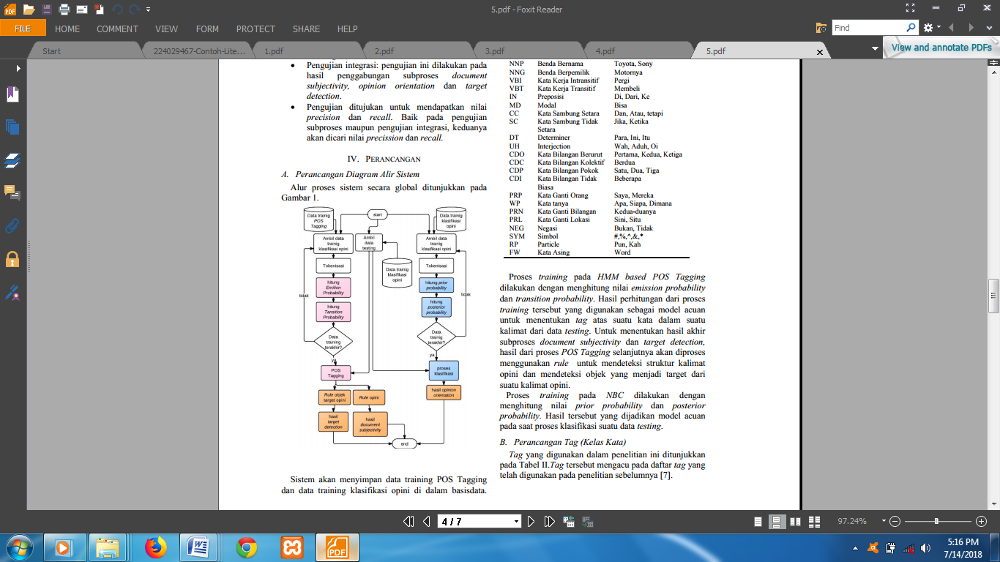 5.pdf - Foxit Reader
FILE
HOME
COMMENT
VIEW
FORM
PROTECT
SHARE
HELP
Find
Start
224029467-Contoh-Lite...
1.pdf
2.pdf
3.pdf
4.pdf
5.pdf
View and annotate PDFs
• Pengujian integrasi: pengujian ini dilakukan pada
hasil penggabungan subproses document
subjectivity, opinion orientation dan target
detection.
• Pengujian ditujukan untuk mendapatkan nilai
precision dan recall. Baik pada pengujian
subproses maupun pengujian integrasi, keduanya
akan dicari nilai precission dan recall.
IV. PERANCANGAN
A. Perancangan Diagram Alir Sistem
Alur proses sistem secara global ditunjukkan pada
Gambar 1.
Data trainig
POS
Tagging
start
Data trainig
klasifikasi
opini
Ambil data
trainig
klasifikasi opini
Ambil
data
testing
Ambil data
trainig
klasifikasi opini
Tokenisasi
Data trainig
klasifikasi
opini
Tokenisasi
hitung
Emition
Probability
hitung prior
probability
tidak
tidak
hitung
Tansition
Probability
hitung
posterior
probability
Data
training
terakhir?
Data
trainig
terakhir?
ya
ya
POS
Tagging
proses
klasifikasi
Rule objek
target opini
Rule opini
hasil opinion
orientation
hasil
target
detection
hasil
document
subjectivity
end
Sistem akan menyimpan data training POS Tagging
dan data training klasifikasi opini di dalam basisdata.
NNP Benda Bernama Toyota, Sony
NNG Benda Berpemilik Motornya
VBI Kata Kerja Intransitif Pergi
VBT Kata Kerja Transitif Membeli
IN Preposisi Di, Dari, Ke
MD Modal Bisa
CC Kata Sambung Setara Dan, Atau, tetapi
SC Kata Sambung Tidak Jika, Ketika
Setara
DT Determiner Para, Ini, Itu
UH Interjection Wah, Aduh, Oi
CDO Kata Bilangan Berurut Pertama, Kedua, Ketiga
CDC Kata Bilangan Kolektif Berdua
CDP Kata Bilangan Pokok Satu, Dua, Tiga
CDI Kata Bilangan Tidak Beberapa
Biasa
PRP Kata Ganti Orang Saya, Mereka
WP Kata tanya Apa, Siapa, Dimana
PRN Kata Ganti Bilangan Kedua-duanya
PRL Kata Ganti Lokasi Sini, Situ
NEG Negasi Bukan, Tidak
SYM Simbol #,%,^,&,*
RP Particle Pun, Kah
FW Kata Asing Word
Proses training pada HMM based POS Tagging
dilakukan dengan menghitung nilai emission probability
dan transition probability. Hasil perhitungan dari proses
training tersebut yang digunakan sebagai model acuan
untuk menentukan tag atas suatu kata dalam suatu
kalimat dari data testing. Untuk menentukan hasil akhir
subproses document subjectivity dan target detection,
hasil dari proses POS Tagging selanjutnya akan diproses
menggunakan rule untuk mendeteksi struktur kalimat
opini dan mendeteksi objek yang menjadi target dari
suatu kalimat opini.
Proses training pada NBC dilakukan dengan
menghitung nilai prior probability dan posterior
probability. Hasil tersebut yang dijadikan model acuan
pada saat proses klasifikasi suatu data testing.
B. Perancangan Tag (Kelas Kata)
Tag yang digunakan dalam penelitian ini ditunjukkan
pada Tabel II.Tag tersebut mengacu pada daftar tag yang
telah digunakan pada penelitian sebelumnya [7].
4 / 7
97.24%
5:16 PM
7/14/2018